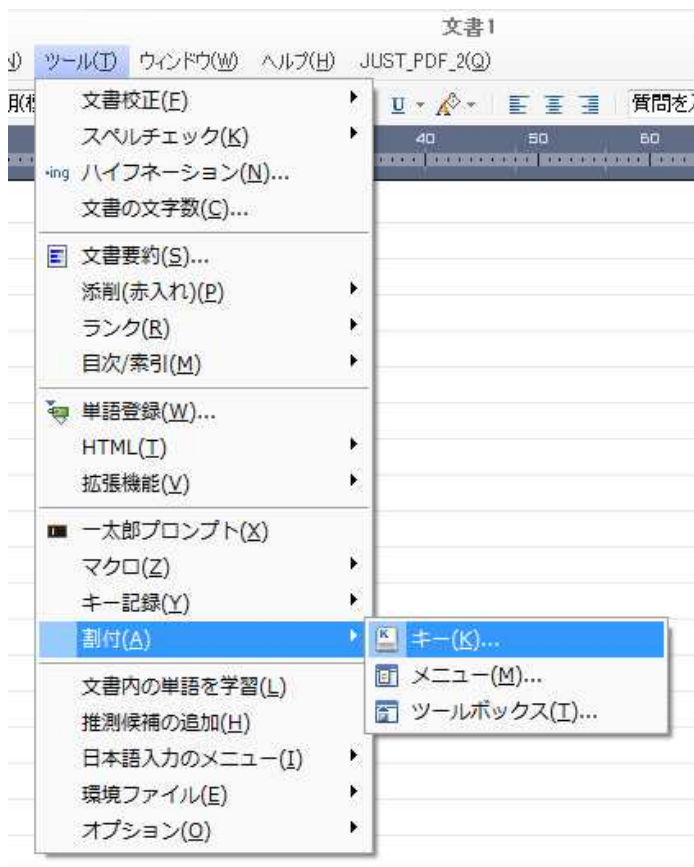 文書1
ツール(T) ウィンドウ(W) ヘルプ(H) JUST_PDF_2(Q)
質問を
40 50 60
文書校正(F)
スペルチェック(K)
-ing ハイフネーション(N)...
文書の文字数(C)...
文書要約(S)...
添削(赤入れ)(P)
ランク(R)
目次/索引(M)
単語登録(W)...
HTML(T)
拡張機能(V)
一太郎プロンプト(X)
マクロ(Z)
キー記録(Y)
割付(A)
キー(K)...
メニュー(M)...
ツールボックス(T)...
文書内の単語を学習(L)
推測候補の追加(H)
日本語入力のメニュー(I)
環境ファイル(E)
オプション(O)